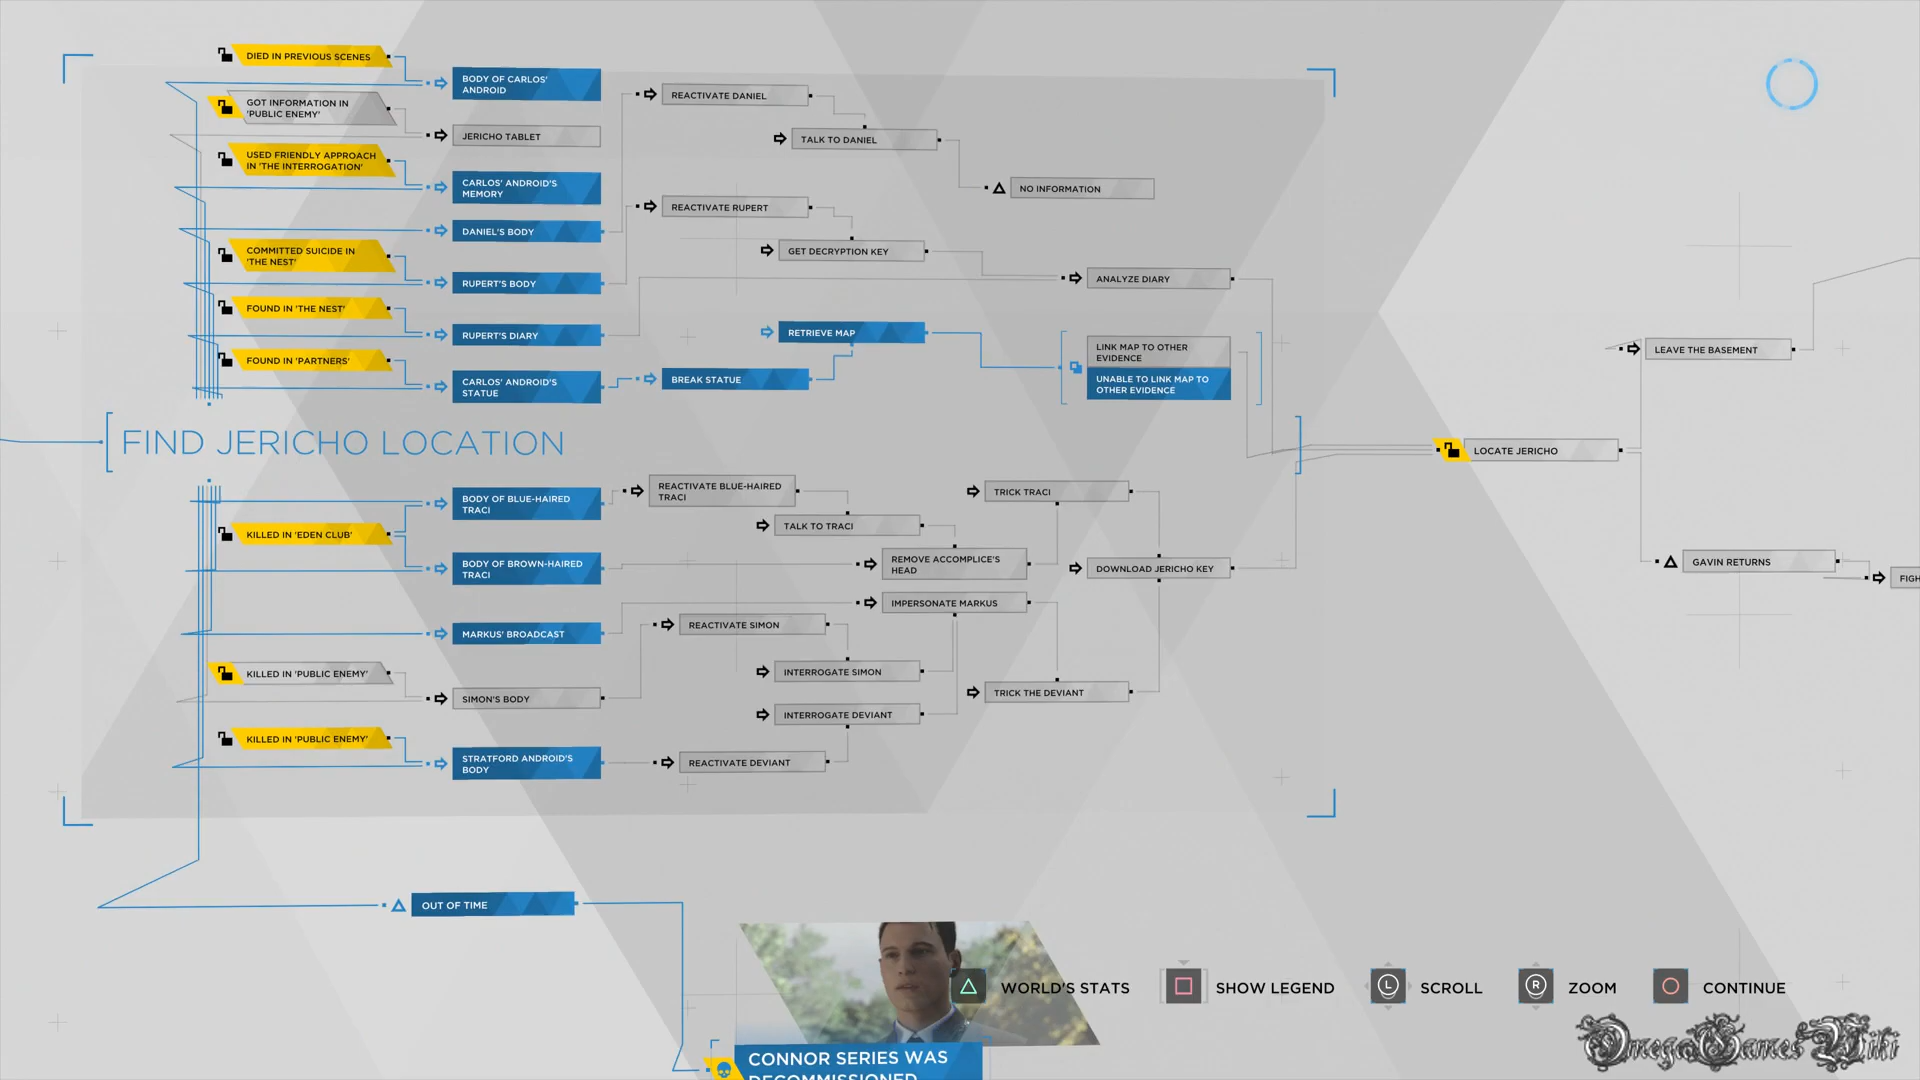 DIED IN PREVIOUS SCENES
BODY OF CARLOS'
ANDROID
GOT INFORMATION IN
'PUBLIC ENEMY'
JERICHO TABLET
USED FRIENDLY APPROACH
IN 'THE INTERROGATION'
CARLOS' ANDROID'S
MEMORY
DANIEL'S BODY
COMMITTED SUICIDE IN
'THE NEST'
RUPERT'S BODY
FOUND IN 'THE NEST'
RUPERT'S DIARY
FOUND IN 'PARTNERS'
CARLOS' ANDROID'S
STATUE
REACTIVATE DANIEL
TALK TO DANIEL
NO INFORMATION
REACTIVATE RUPERT
GET DECRYPTION KEY
ANALYZE DIARY
RETRIEVE MAP
BREAK STATUE
LINK MAP TO OTHER
EVIDENCE
UNABLE TO LINK MAP TO
OTHER EVIDENCE
LEAVE THE BASEMENT
FIND JERICHO LOCATION
LOCATE JERICHO
BODY OF BLUE-HAIRED
TRACI
KILLED IN 'EDEN CLUB'
BODY OF BROWN-HAIRED
TRACI
MARKUS' BROADCAST
KILLED IN 'PUBLIC ENEMY'
SIMON'S BODY
KILLED IN 'PUBLIC ENEMY'
STRATFORD ANDROID'S
BODY
REACTIVATE BLUE-HAIRED
TRACI
TALK TO TRACI
TRICK TRACI
REMOVE ACCOMPLICE'S
HEAD
DOWNLOAD JERICHO KEY
IMPERSONATE MARKUS
REACTIVATE SIMON
INTERROGATE SIMON
TRICK THE DEVIANT
INTERROGATE DEVIANT
REACTIVATE DEVIANT
GAVIN RETURNS
FIGH
OUT OF TIME
CONNOR SERIES WAS
DECOMMISSIONED
WORLD'S STATS
SHOW LEGEND
L
SCROLL
R
ZOOM
CONTINUE
OmegaGames Wiki